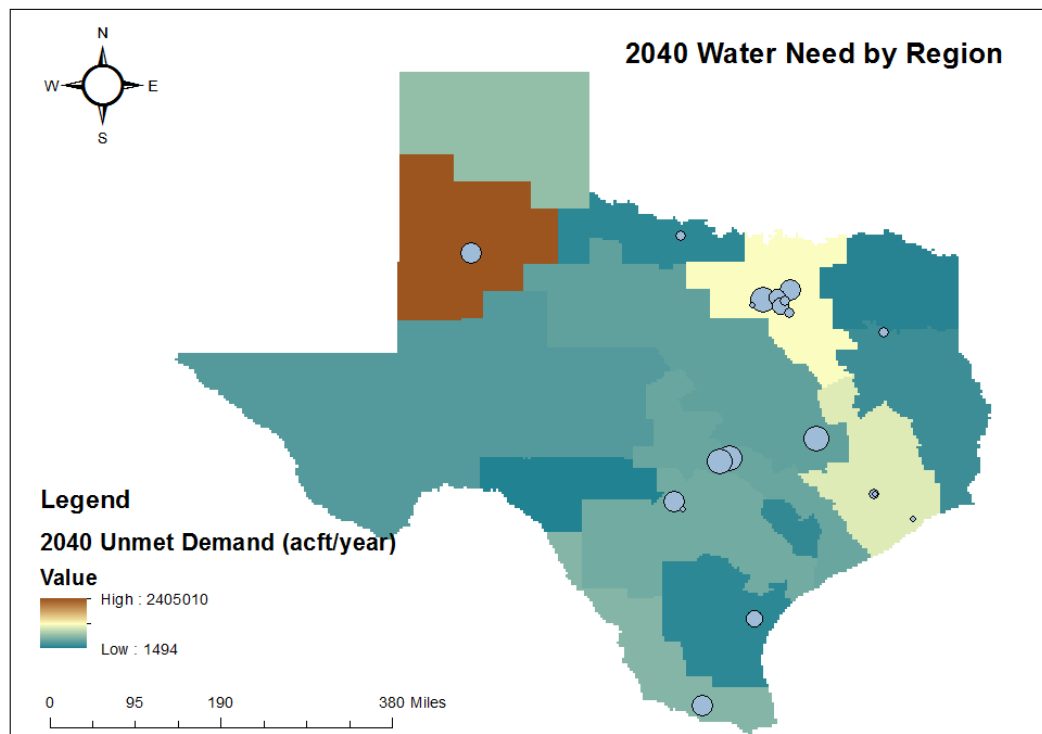 2040 Water Need by Region
N
W E
S
Legend
2040 Unmet Demand (acft/year)
Value
High : 2405010
Low : 1494
0 95 190 380 Miles